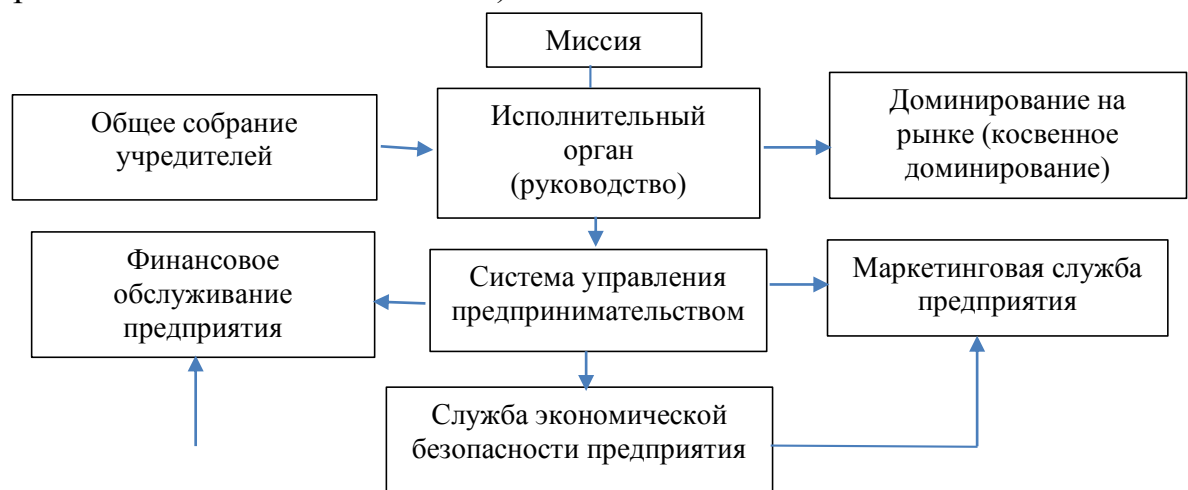 Миссия
Общее собрание
учредителей
Исполнительный
орган
(руководство)
Доминирование на
рынке (косвенное
доминирование)
Финансовое
обслуживание
предприятия
Система управления
предпринимательством
Маркетинговая служба
предприятия
Служба экономической
безопасности предприятия